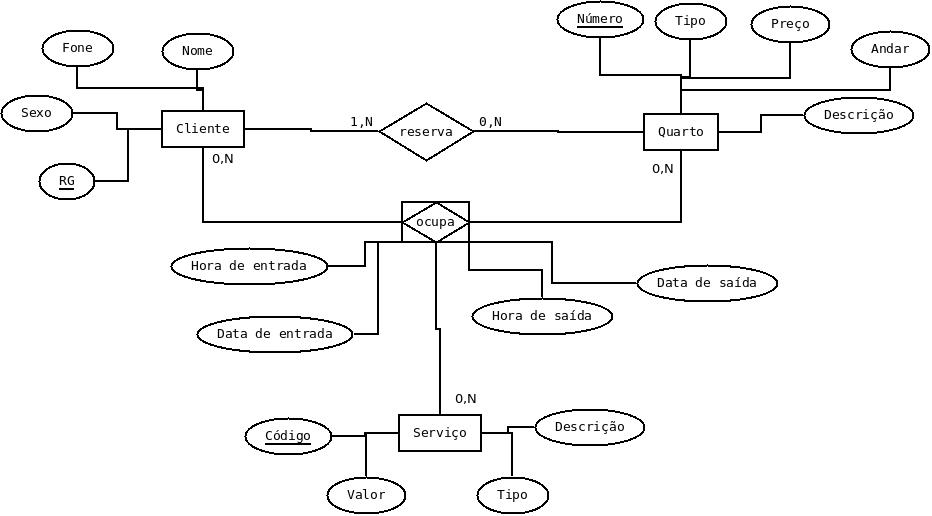 Número
Tipo
Preço
Fone
Nome
Andar
Sexo
Cliente
1,N
reserva
0,N
Quarto
Descrição
0,N
0,N
RG
ocupa
Hora de entrada
Data de saída
Hora de saída
Data de entrada
0,N
Código
Serviço
Descrição
Valor
Tipo